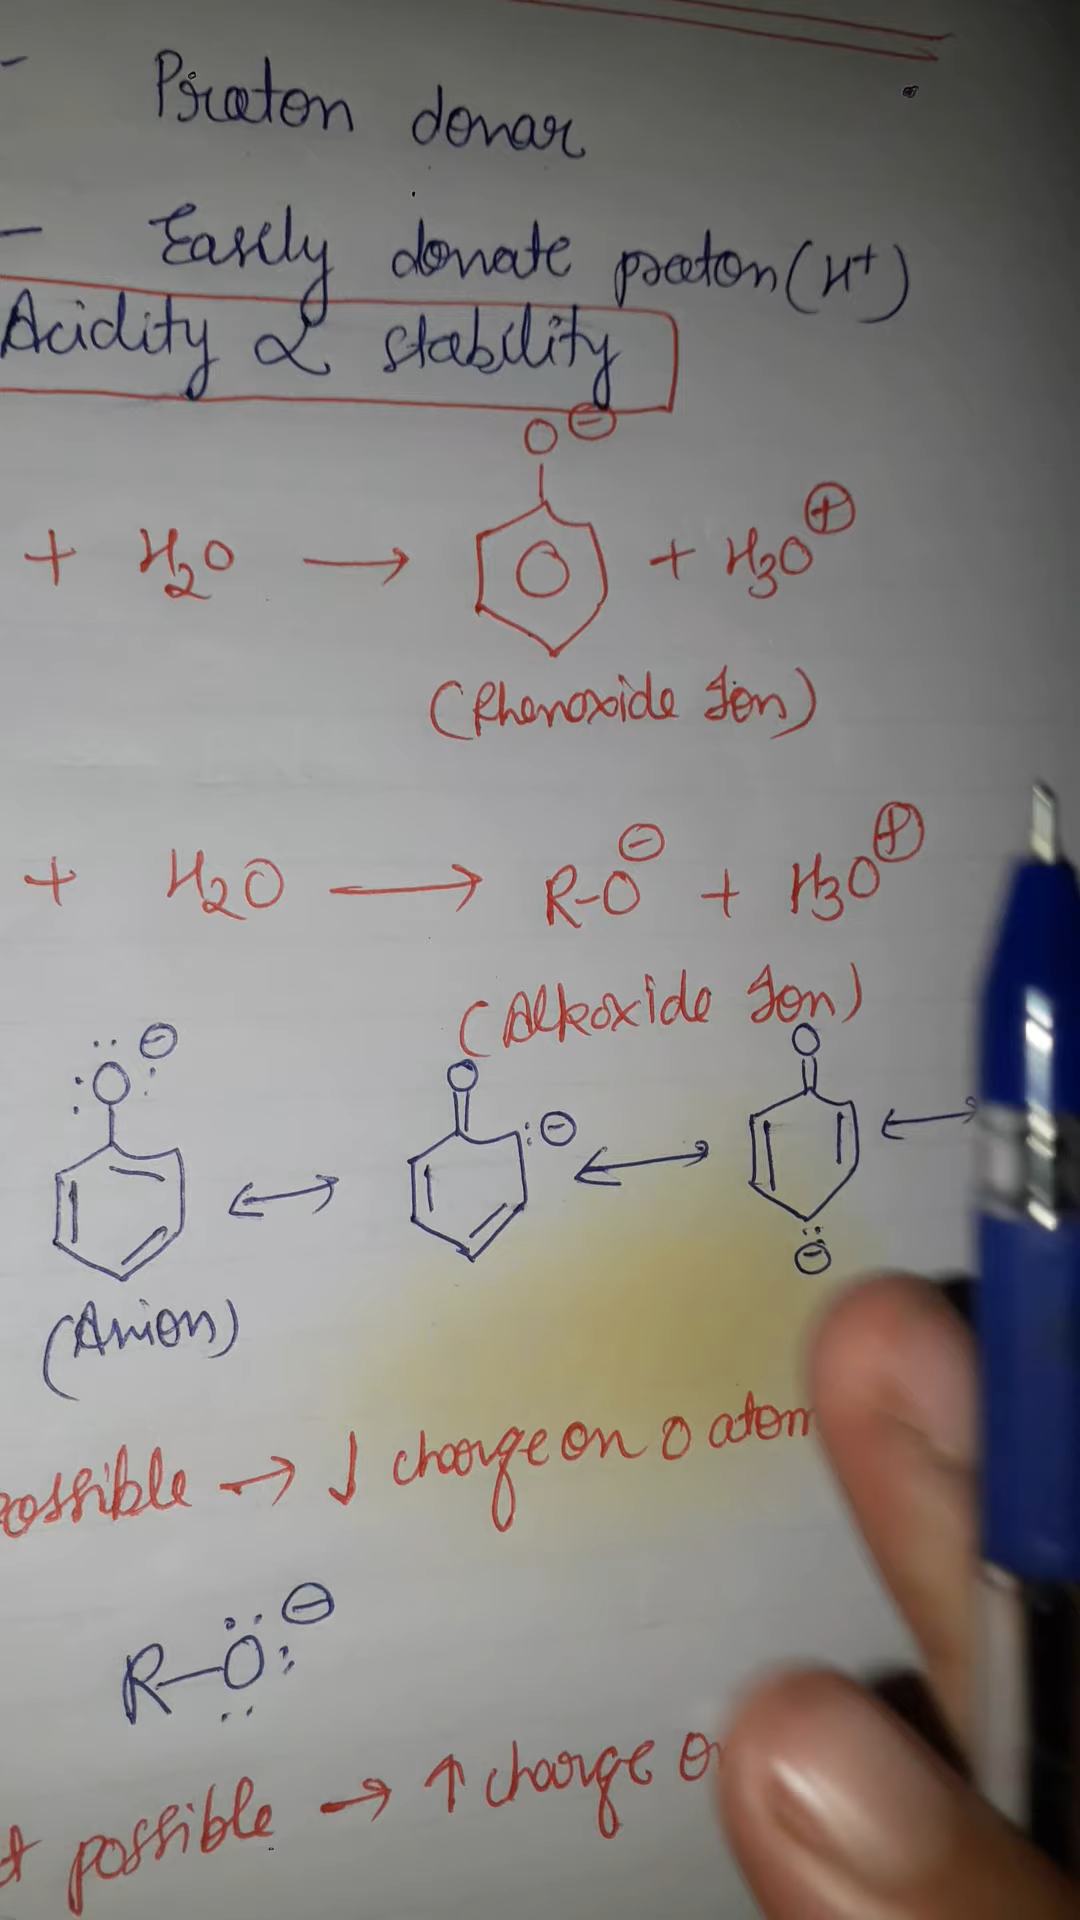 - Proton donar
- Easily donate proton (H⁺)
Acidity ∝ stability
O ⊖
+ H₂O → + H₃O⊕
(Phenoxide Ion)
+ H₂O → R-O⊖ + H₃O⊕
(Alkoxide Ion)
:O: ⊖ ↔ O :⊖ ↔ O :⊖ ↔
(Anion)
possible → ↓ charge on O atom
R-O: ⊖
possible → ↑ charge